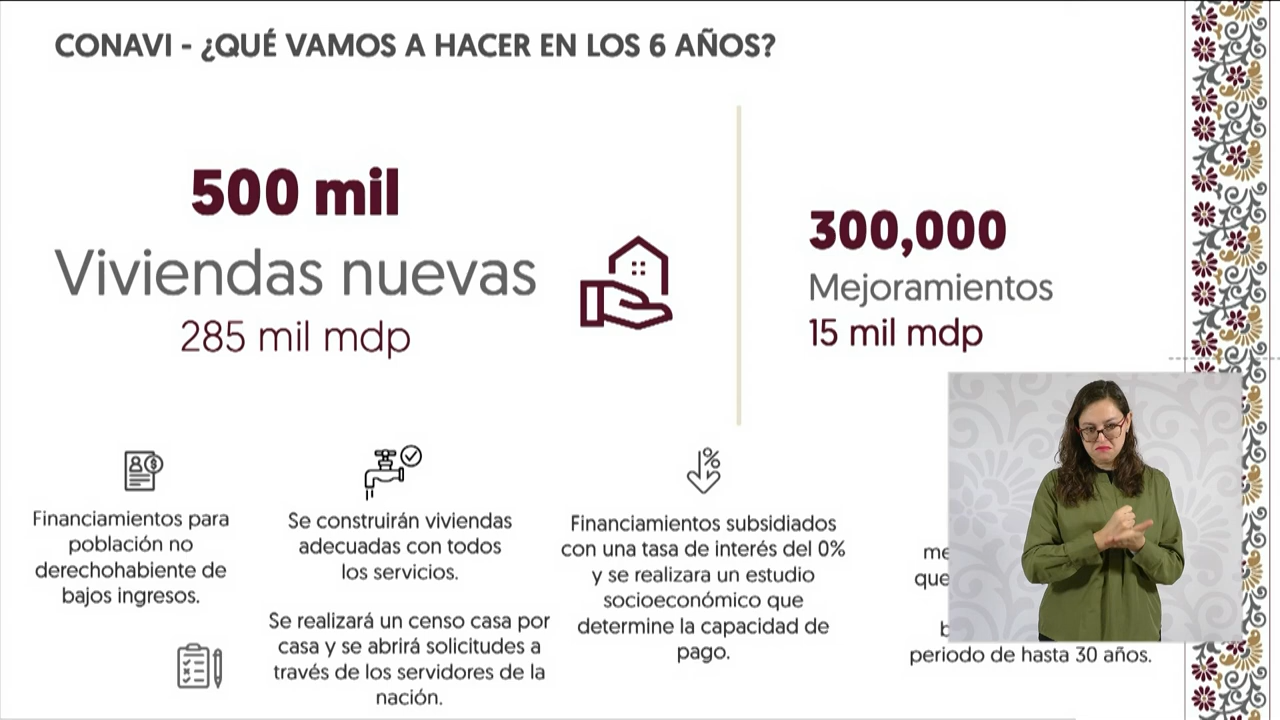 CONAVI - ¿QUÉ VAMOS A HACER EN LOS 6 AÑOS?
500 mil
Viviendas nuevas
285 mil mdp
300,000
Mejoramientos
15 mil mdp
Financiamientos para
población no
derechohabiente de
bajos ingresos.
Se construirán viviendas
adecuadas con todos
los servicios.
Se realizará un censo casa por
casa y se abrirá solicitudes a
través de los servidores de la
nación.
Financiamientos subsidiados
con una tasa de interés del 0%
y se realizara un estudio
socioeconómico que
determine la capacidad de
pago.
que
periodo de hasta 30 años.